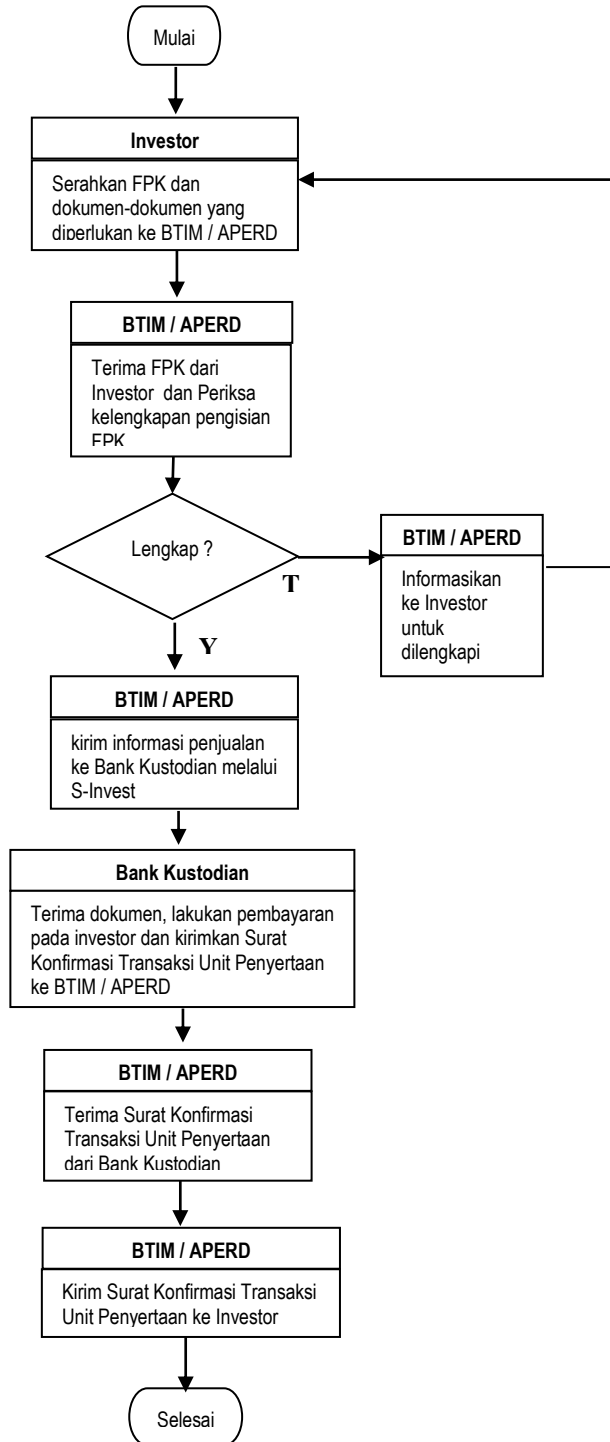 Mulai
Investor
Serahkan FPK dan
dokumen-dokumen yang
diperlukan ke BTIM / APERD
BTIM / APERD
Terima FPK dari
Investor dan Periksa
kelengkapan pengisian
FPK
Lengkap ?
T
BTIM / APERD
Informasikan
ke Investor
untuk
dilengkapi
Y
BTIM / APERD
kirim informasi penjualan
ke Bank Kustodian melalui
S-Invest
Bank Kustodian
Terima dokumen, lakukan pembayaran
pada investor dan kirimkan Surat
Konfirmasi Transaksi Unit Penyertaan
ke BTIM / APERD
BTIM / APERD
Terima Surat Konfirmasi
Transaksi Unit Penyertaan
dari Bank Kustodian
BTIM / APERD
Kirim Surat Konfirmasi Transaksi
Unit Penyertaan ke Investor
Selesai